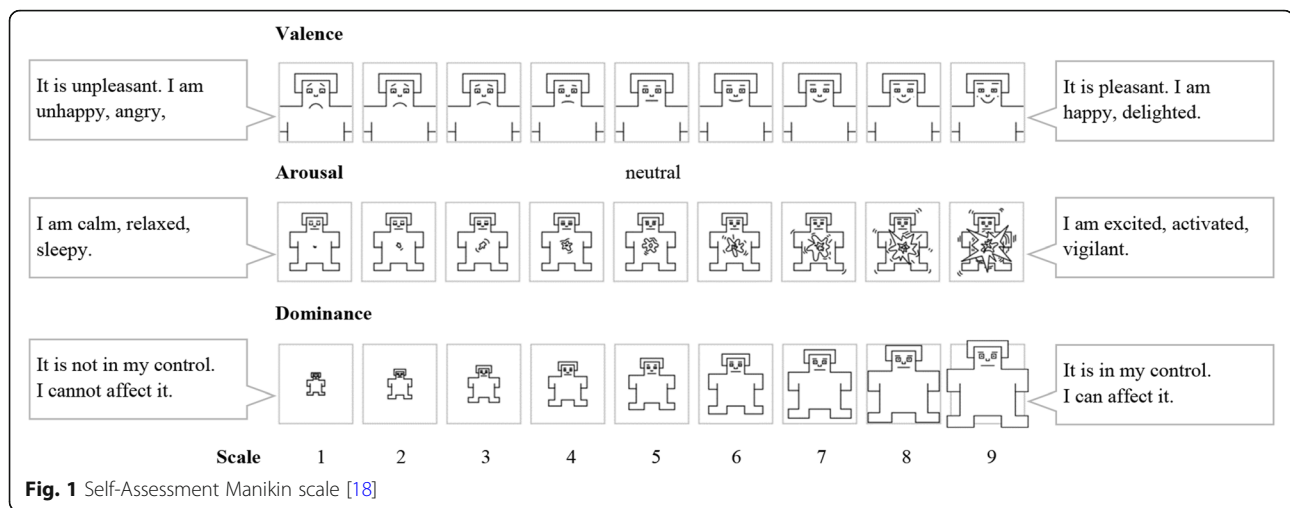 Valence
It is unpleasant. I am
unhappy, angry,
It is pleasant. I am
happy, delighted.
Arousal
neutral
I am calm, relaxed,
sleepy.
I am excited, activated,
vigilant.
Dominance
It is not in my control.
I cannot affect it.
It is in my control.
I can affect it.
Scale 1 2 3 4 5 6 7 8 9
Fig. 1 Self-Assessment Manikin scale [18]